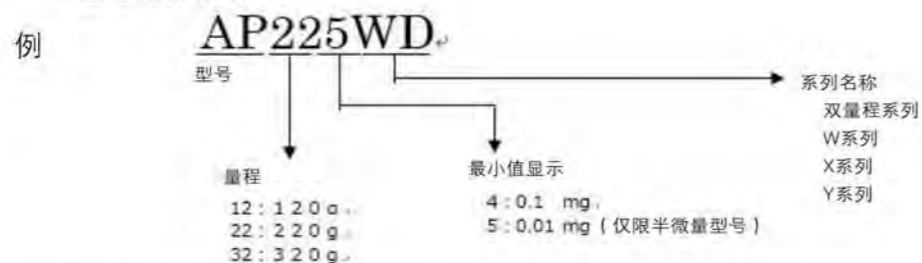 例
AP225WD
型号
系列名称
双量程系列
W系列
X系列
Y系列
量程
12：120g
22：220g
32：320g
最小值显示
4：0.1 mg
5：0.01 mg（仅限半微量型号）